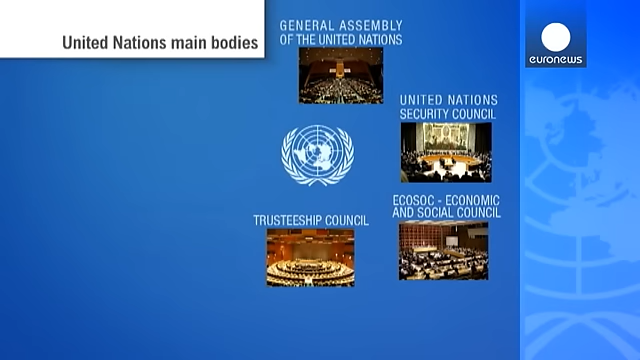 United Nations main bodies
GENERAL ASSEMBLY
OF THE UNITED NATIONS
euronews
UNITED NATIONS
SECURITY COUNCIL
ECOSOC - ECONOMIC
AND SOCIAL COUNCIL
TRUSTEESHIP COUNCIL